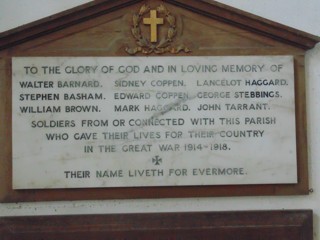 TO THE GLORY OF GOD AND IN LOVING MEMORY OF
WALTER BARNARD. SIDNEY COPPEN. LANCELOT HAGGARD.
STEPHEN BASHAM. EDWARD COPPEN. GEORGE STEBBINGS.
WILLIAM BROWN. MARK HAGGARD. JOHN TARRANT.
SOLDIERS FROM OR CONNECTED WITH THIS PARISH
WHO GAVE THEIR LIVES FOR THEIR COUNTRY
IN THE GREAT WAR 1914-1918.
THEIR NAME LIVETH FOR EVERMORE.